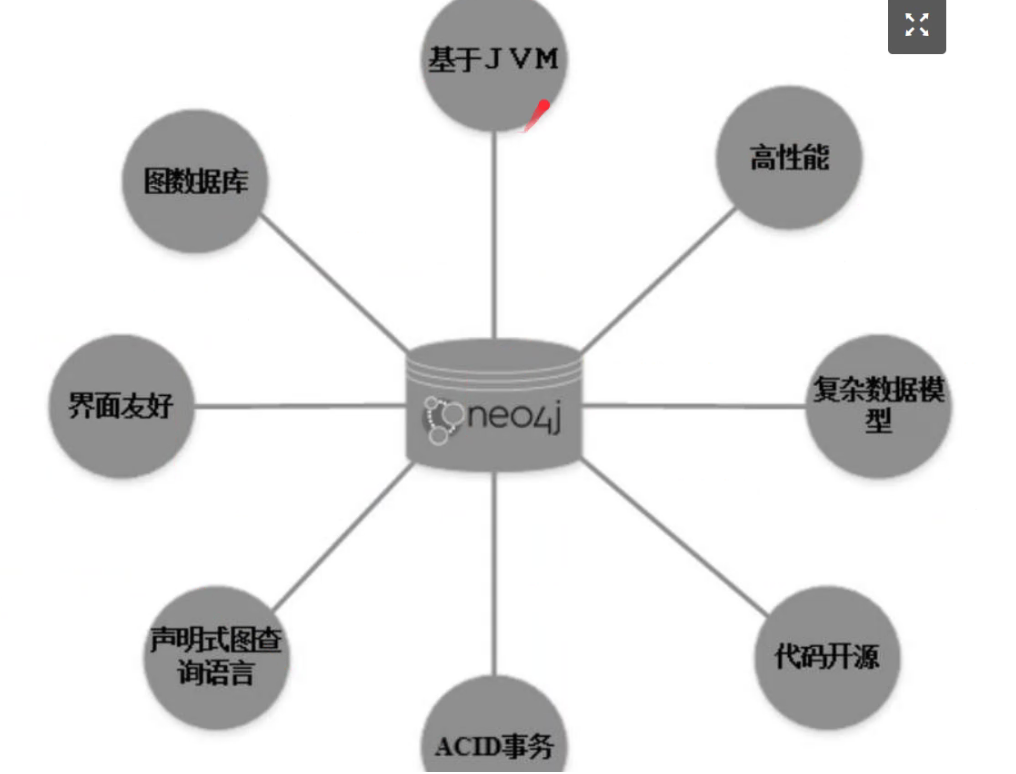 基于JVM
高性能
图数据库
界面友好
neo4j
复杂数据模
型
声明式图查
询语言
代码开源
ACID事务